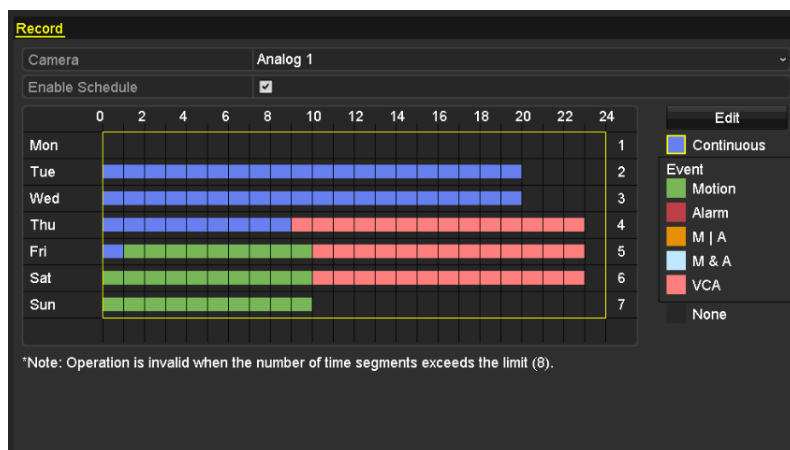 Record
Camera Analog 1
Enable Schedule
0 2 4 6 8 10 12 14 16 18 20 22 24
Edit
Mon 1
Continuous
Tue 2
Event
Motion
Wed 3
Alarm
Thu 4
M | A
Fri 5
M & A
Sat 6
VCA
Sun 7
None
*Note: Operation is invalid when the number of time segments exceeds the limit (8).